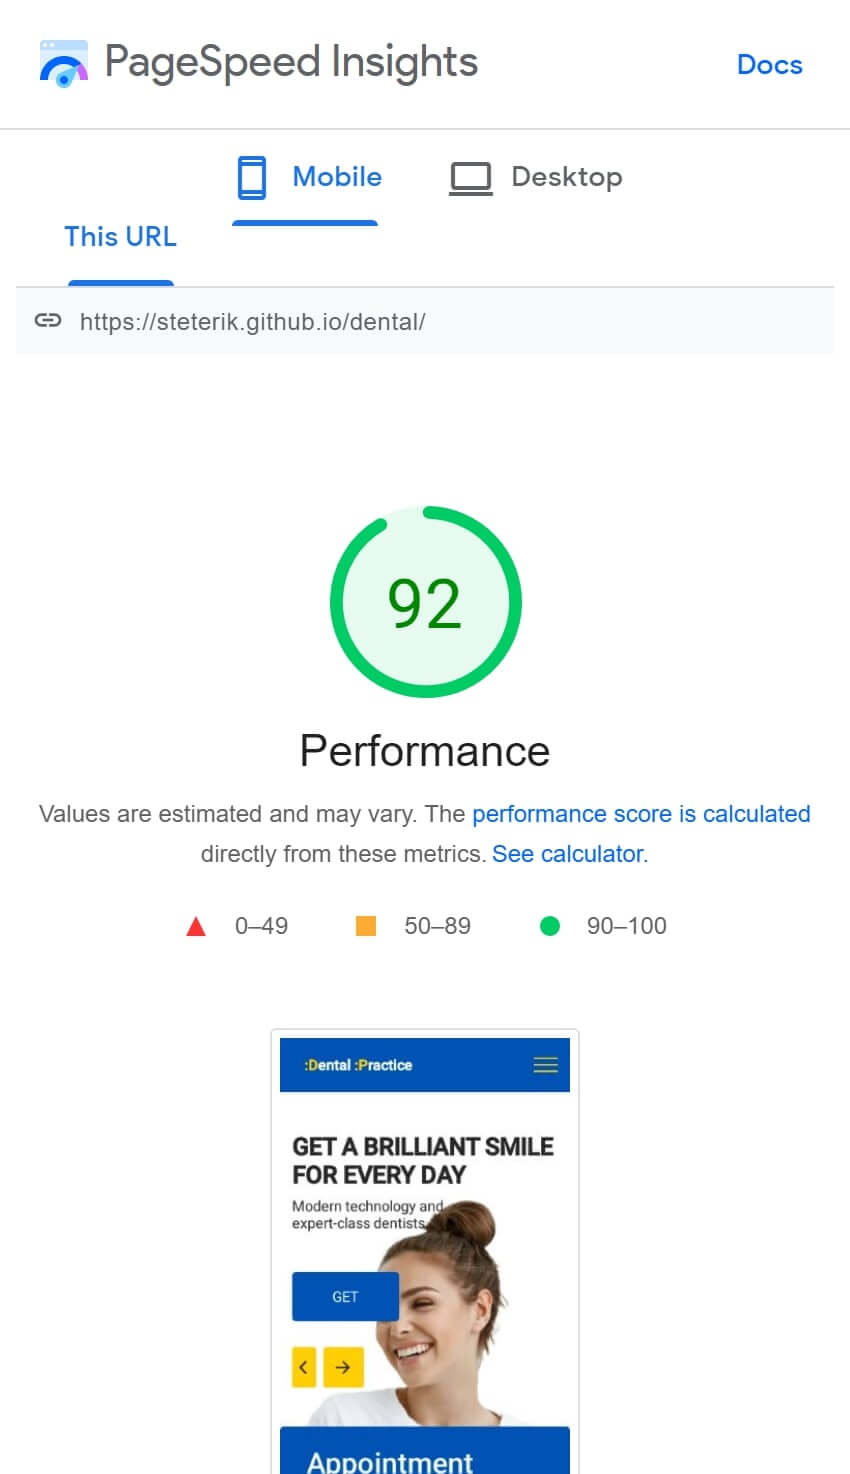 PageSpeed Insights
Docs
Mobile
Desktop
This URL
https://steterik.github.io/dental/
92
Performance
Values are estimated and may vary. The performance score is calculated
directly from these metrics. See calculator.
0–49
50–89
90–100
:Dental :Practice
GET A BRILLIANT SMILE
FOR EVERY DAY
Modern technology and
expert-class dentists
GET
Appointment